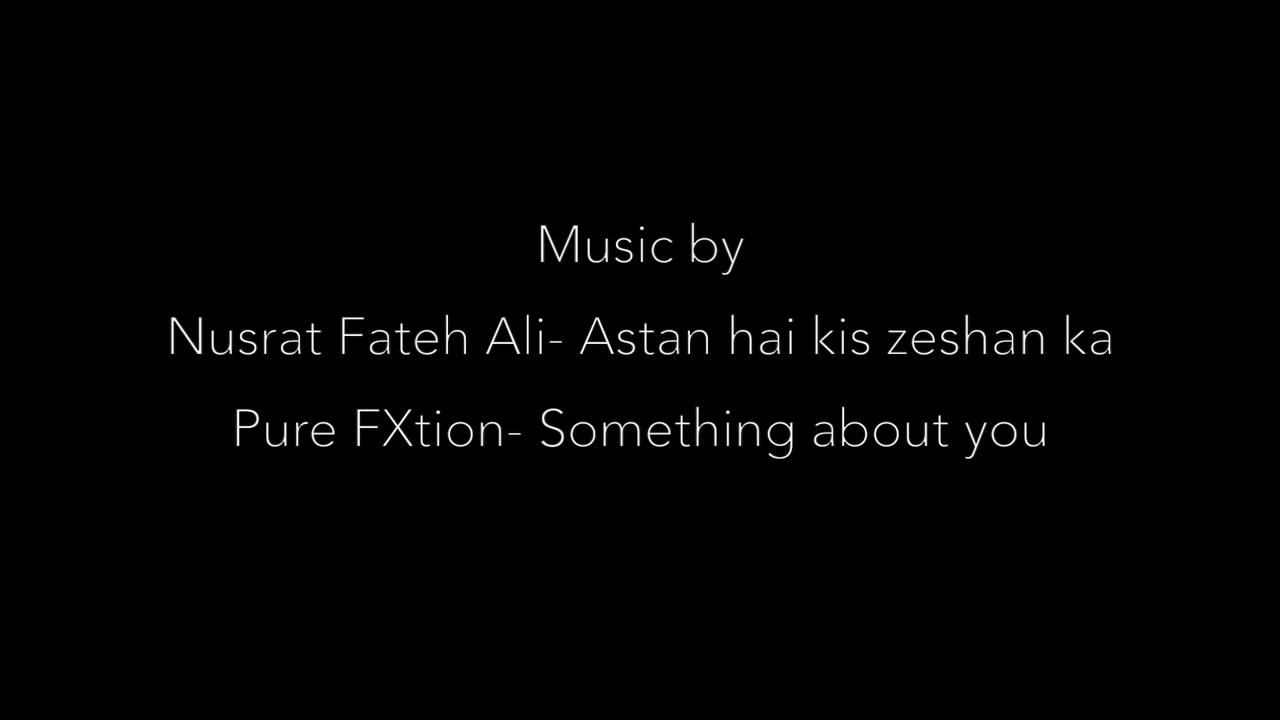 Music by
Nusrat Fateh Ali- Astan hai kis zeshan ka
Pure FXtion- Something about you